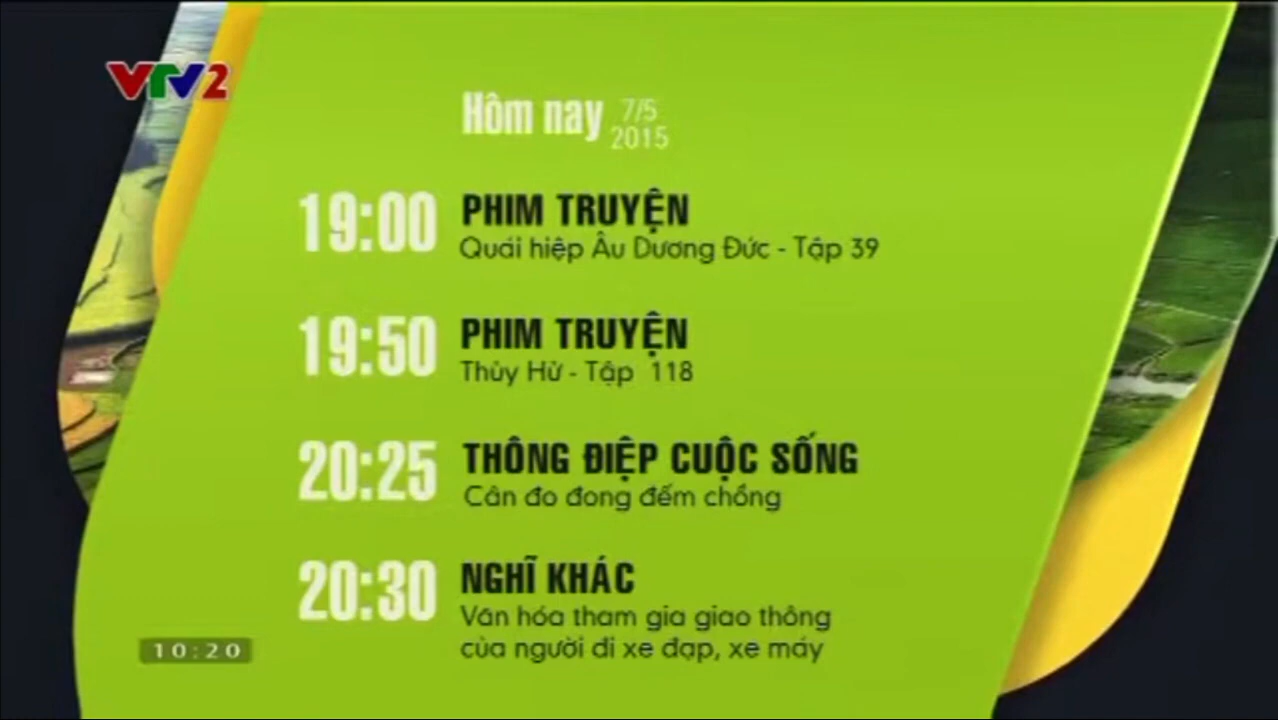 VTV2
Hôm nay 7/5
2015
19:00 PHIM TRUYỆN
Quái hiệp Âu Dương Đức - Tập 39
19:50 PHIM TRUYỆN
Thủy Hử - Tập 118
20:25 THÔNG ĐIỆP CUỘC SỐNG
Cân đo đong đếm chồng
20:30 NGHĨ KHÁC
Văn hóa tham gia giao thông
của người đi xe đạp, xe máy
10:20